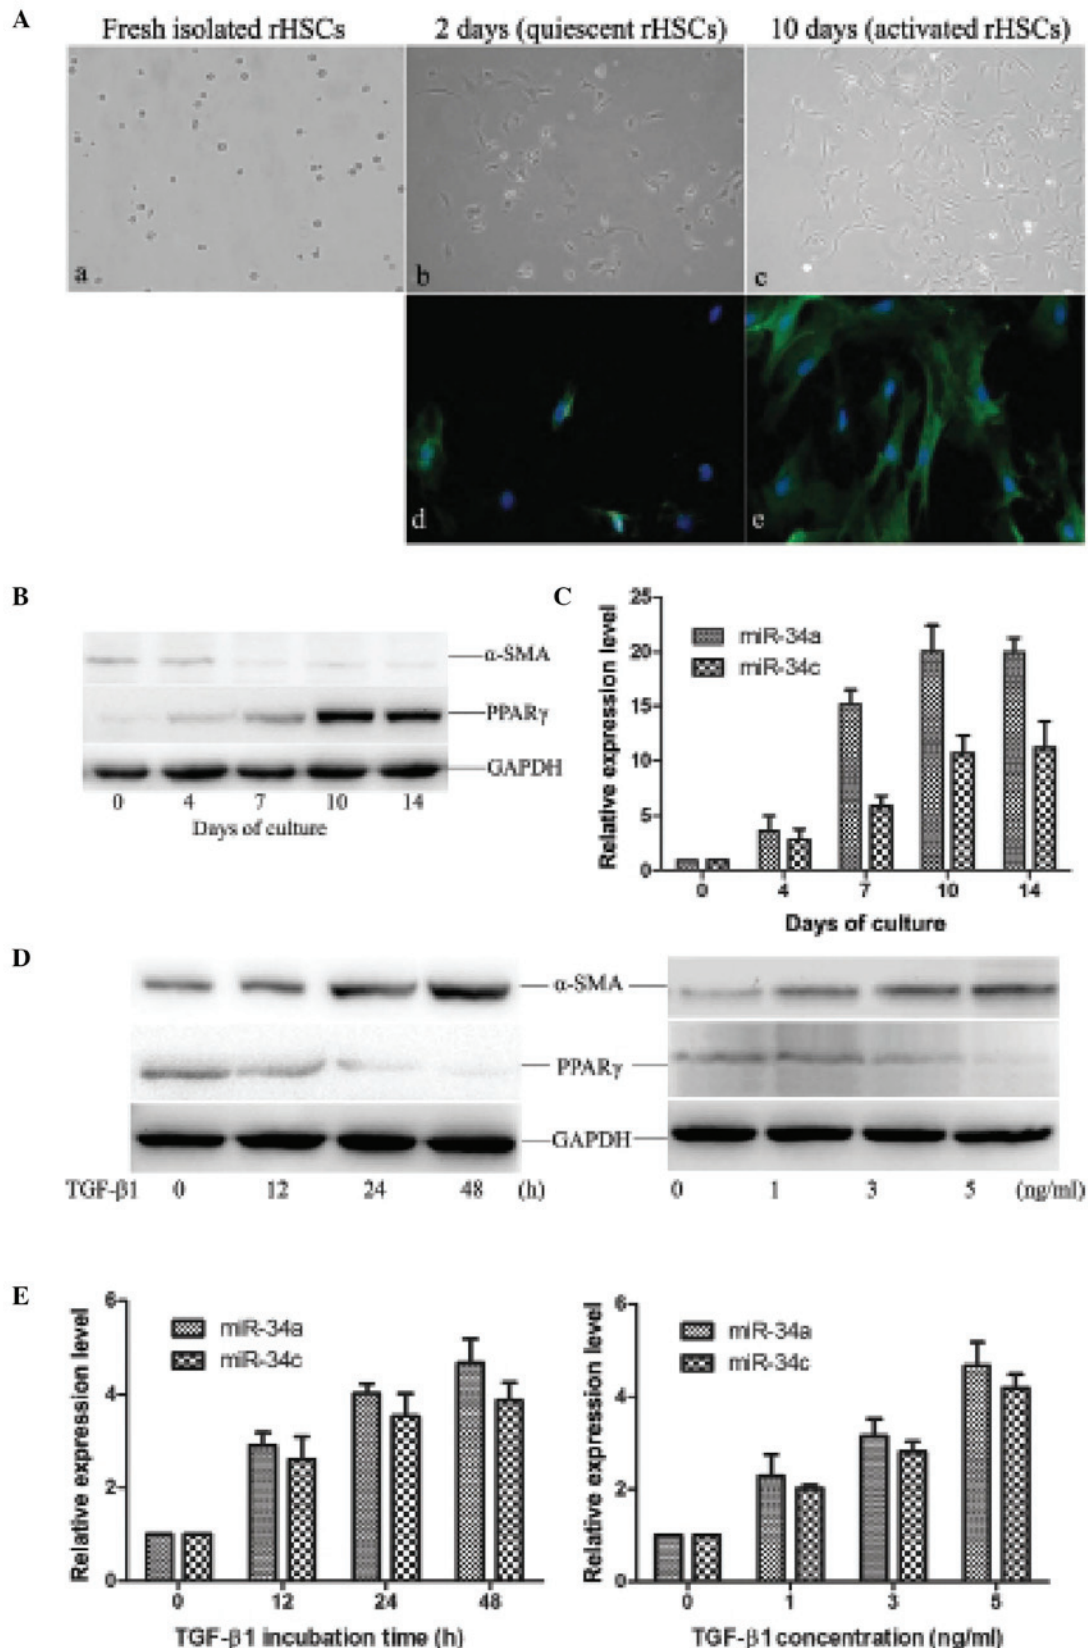 A
Fresh isolated rHSCs
2 days (quiescent rHSCs)
10 days (activated rHSCs)
a
b
c
d
e
B
α-SMA
PPARγ
GAPDH
0 4 7 10 14
Days of culture
C
Relative expression level
25
20
15
10
5
0
miR-34a
miR-34c
0 4 7 10 14
Days of culture
D
α-SMA
PPARγ
GAPDH
TGF-β1 0 12 24 48 (h)
0 1 3 5 (ng/ml)
E
Relative expression level
6
4
2
0
miR-34a
miR-34c
0 12 24 48
TGF-β1 incubation time (h)
Relative expression level
6
4
2
0
miR-34a
miR-34c
0 1 3 5
TGF-β1 concentration (ng/ml)